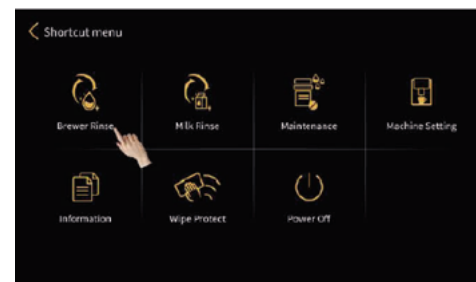 Shortcut menu
Brewer Rinse
Milk Rinse
Maintenance
Machine Setting
Information
Wipe Protect
Power Off